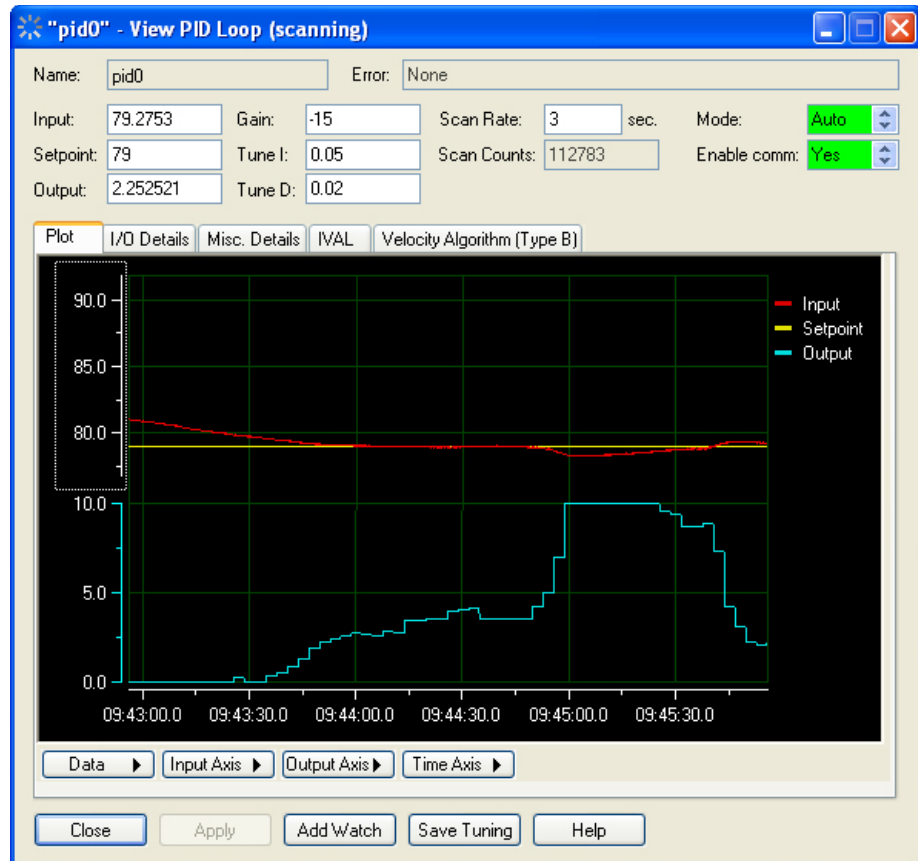 "pid0" - View PID Loop (scanning)
Name: pid0 Error: None
Input: 79.2753 Gain: -15 Scan Rate: 3 sec. Mode: Auto
Setpoint: 79 Tune I: 0.05 Scan Counts: 112783 Enable comm: Yes
Output: 2.252521 Tune D: 0.02
Plot I/O Details Misc. Details IVAL Velocity Algorithm (Type B)
90.0
85.0
80.0
10.0
5.0
0.0
Input
Setpoint
Output
09:43:00.0 09:43:30.0 09:44:00.0 09:44:30.0 09:45:00.0 09:45:30.0
Data Input Axis Output Axis Time Axis
Close Apply Add Watch Save Tuning Help